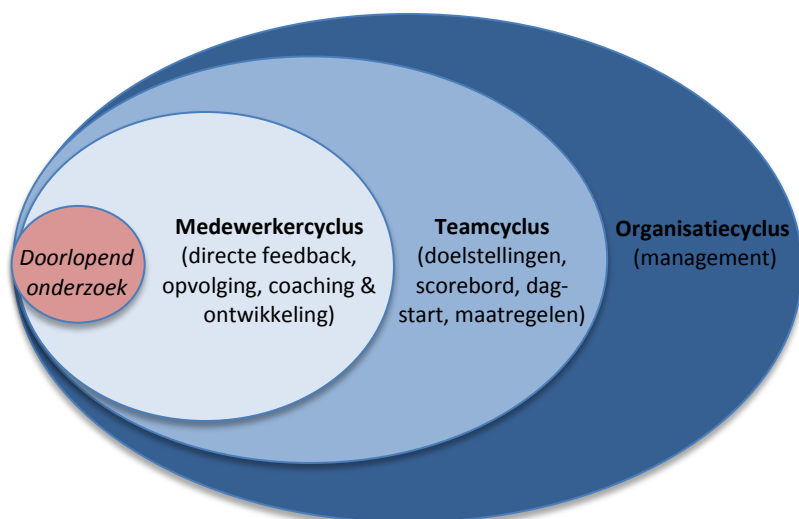 Doorlopend
onderzoek
Medewerkercyclus
(directe feedback,
opvolging, coaching &
ontwikkeling)
Teamcyclus
(doelstellingen,
scorebord, dag-
start, maatregelen)
Organisatiecyclus
(management)